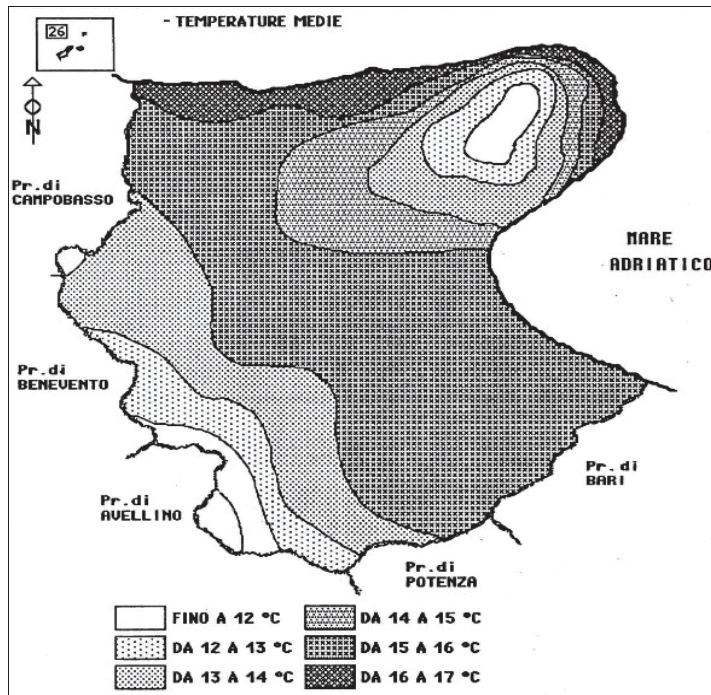 - TEMPERATURE MEDIE
26
N
Pr.di
CAMPOBASSO
MARE
ADRIATICO
Pr.di
BENEVENTO
Pr.di
BARI
Pr.di
AVELLINO
Pr.di
POTENZA
FINO A 12 °C
DA 14 A 15 °C
DA 12 A 13 °C
DA 15 A 16 °C
DA 13 A 14 °C
DA 16 A 17 °C